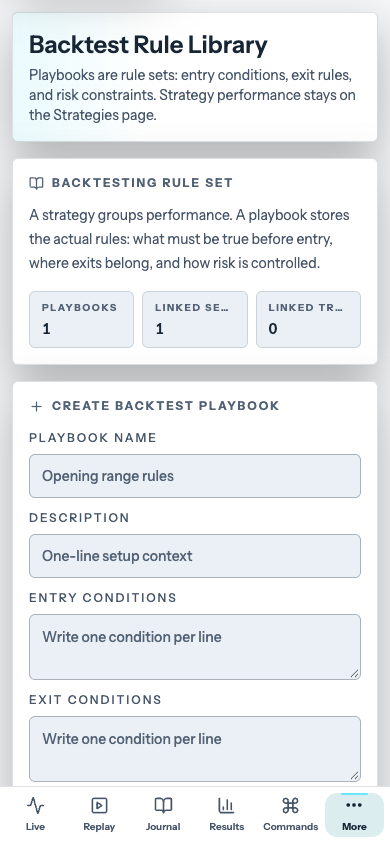 Backtest Rule Library
Playbooks are rule sets: entry conditions, exit rules,
and risk constraints. Strategy performance stays on
the Strategies page.
BACKTESTING RULE SET
A strategy groups performance. A playbook stores
the actual rules: what must be true before entry,
where exits belong, and how risk is controlled.
PLAYBOOKS
1
LINKED SE…
1
LINKED TR…
0
CREATE BACKTEST PLAYBOOK
PLAYBOOK NAME
Opening range rules
DESCRIPTION
One-line setup context
ENTRY CONDITIONS
Write one condition per line
EXIT CONDITIONS
Write one condition per line
Live
Replay
Journal
Results
Commands
More